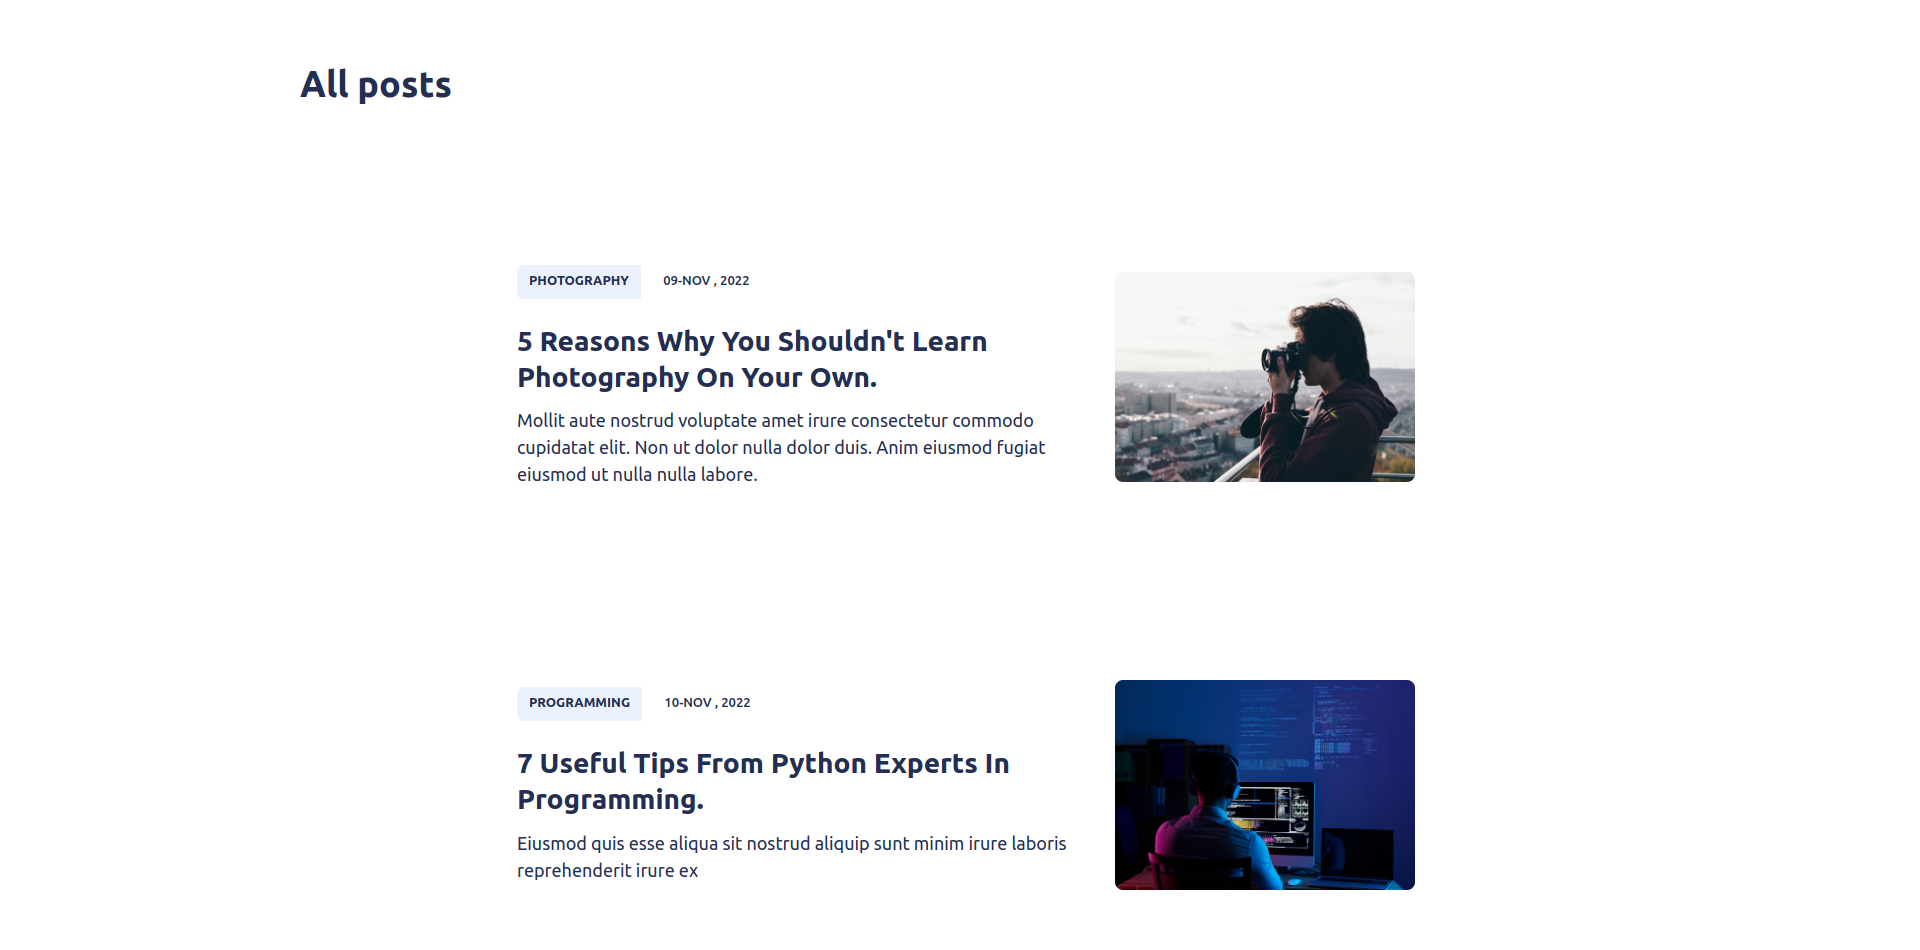 All posts
PHOTOGRAPHY 09-NOV , 2022
5 Reasons Why You Shouldn't Learn
Photography On Your Own.
Mollit aute nostrud voluptate amet irure consectetur commodo
cupidatat elit. Non ut dolor nulla dolor duis. Anim eiusmod fugiat
eiusmod ut nulla nulla labore.
PROGRAMMING 10-NOV , 2022
7 Useful Tips From Python Experts In
Programming.
Eiusmod quis esse aliqua sit nostrud aliquip sunt minim irure laboris
reprehenderit irure ex